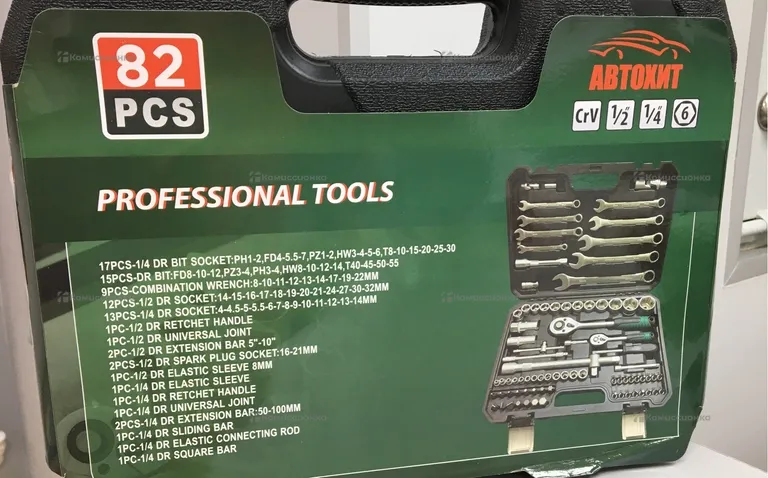 82
PCS
АВТОХИТ
CrV 1/2" 1/4" 6
PROFESSIONAL TOOLS
17PCS-1/4 DR BIT SOCKET:PH1-2,FD4-5.5-7,PZ1-2,HW3-4-5-6,T8-10-15-20-25-30
15PCS-DR BIT:FD8-10-12,PZ3-4,PH3-4,HW8-10-12-14,T40-45-50-55
9PCS-COMBINATION WRENCH:8-10-11-12-13-14-17-19-22MM
12PCS-1/2 DR SOCKET:14-15-16-17-18-19-20-21-24-27-30-32MM
13PCS-1/4 DR SOCKET:4-4.5-5-5.5-6-7-8-9-10-11-12-13-14MM
1PC-1/2 DR RETCHET HANDLE
1PC-1/2 DR UNIVERSAL JOINT
2PC-1/2 DR EXTENSION BAR 5"-10"
2PCS-1/2 DR SPARK PLUG SOCKET:16-21MM
1PC-1/2 DR ELASTIC SLEEVE 8MM
1PC-1/4 DR ELASTIC SLEEVE
1PC-1/4 DR RETCHET HANDLE
1PC-1/4 DR UNIVERSAL JOINT
2PCS-1/4 DR EXTENSION BAR:50-100MM
1PC-1/4 DR SLIDING BAR
1PC-1/4 DR ELASTIC CONNECTING ROD
1PC-1/4 DR SQUARE BAR
Комиссионка
Комиссионка
Комиссионка
Комиссионка
Комиссионка
Комиссионка
Комиссионка
Комиссионка
Комиссионка